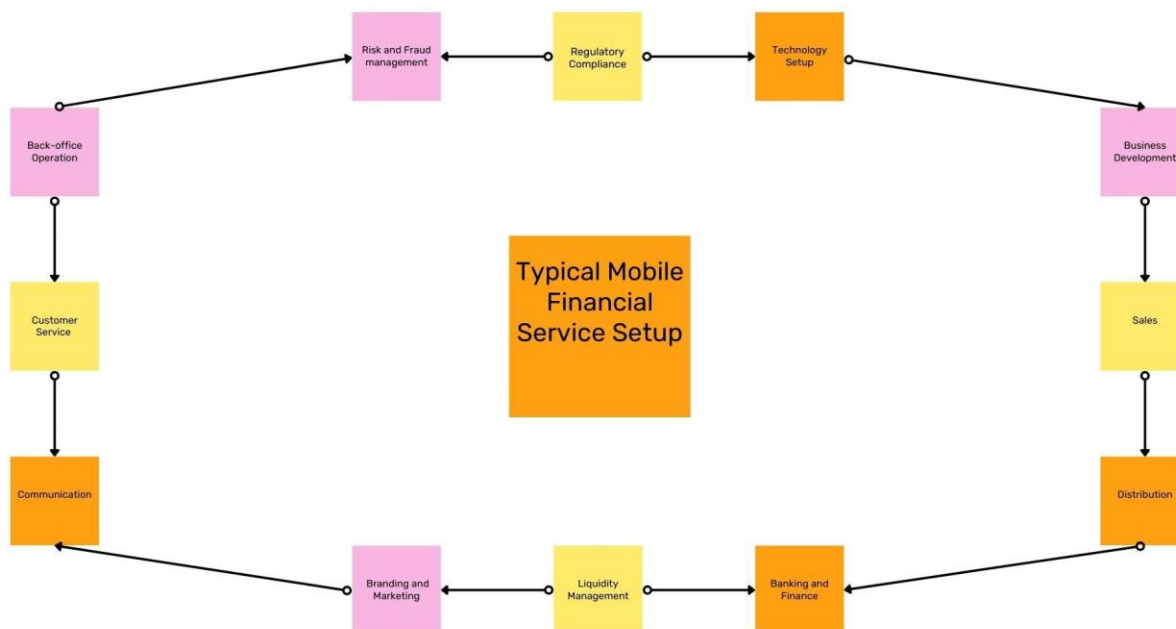 Risk and Fraud
management
Regulatory
Compliance
Technology
Setup
Back-office
Operation
Business
Development
Typical Mobile
Financial
Service Setup
Customer
Service
Sales
Communication
Distribution
Branding and
Marketing
Liquidity
Management
Banking and
Finance